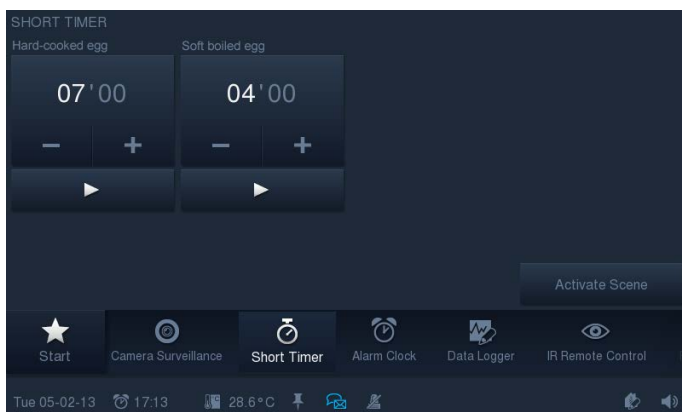 SHORT TIMER
Hard-cooked egg
Soft boiled egg
07'00
04'00
Activate Scene
Start
Camera Surveillance
Short Timer
Alarm Clock
Data Logger
IR Remote Control
Tue 05-02-13
17:13
28.6°C